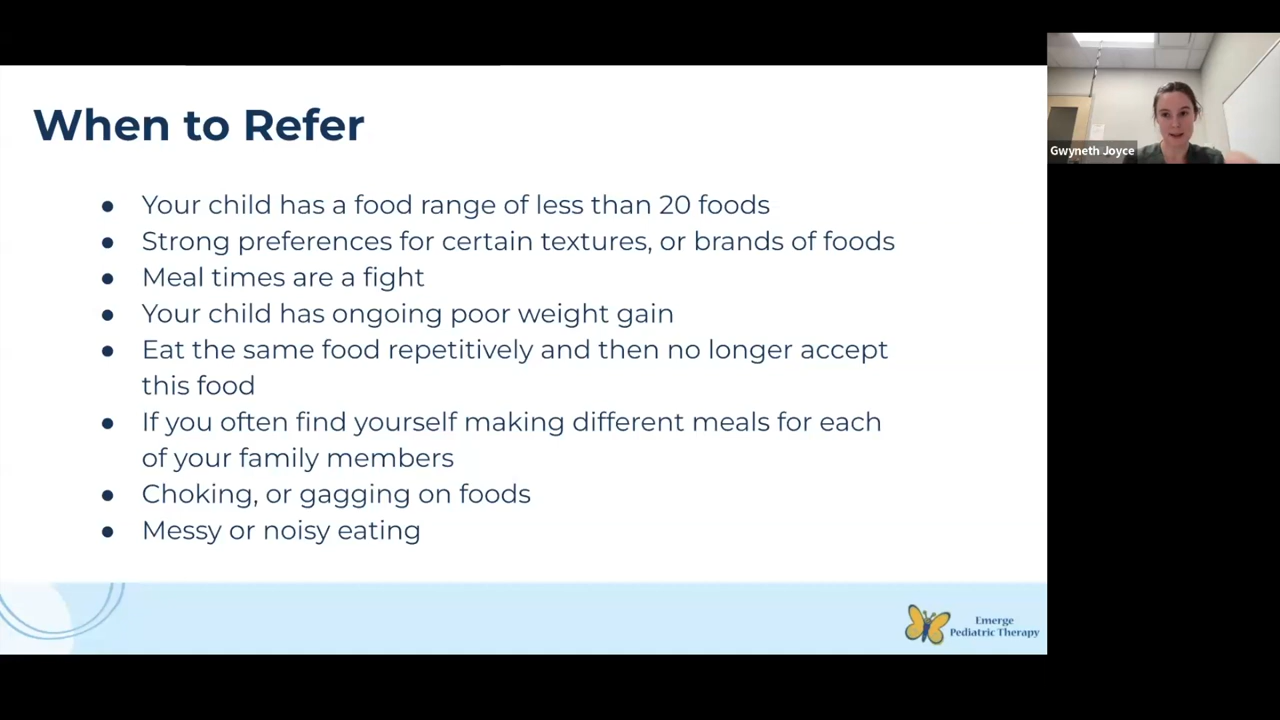 When to Refer
● Your child has a food range of less than 20 foods
● Strong preferences for certain textures, or brands of foods
● Meal times are a fight
● Your child has ongoing poor weight gain
● Eat the same food repetitively and then no longer accept
this food
● If you often find yourself making different meals for each
of your family members
● Choking, or gagging on foods
● Messy or noisy eating
Emerge
Pediatric Therapy
Gwyneth Joyce